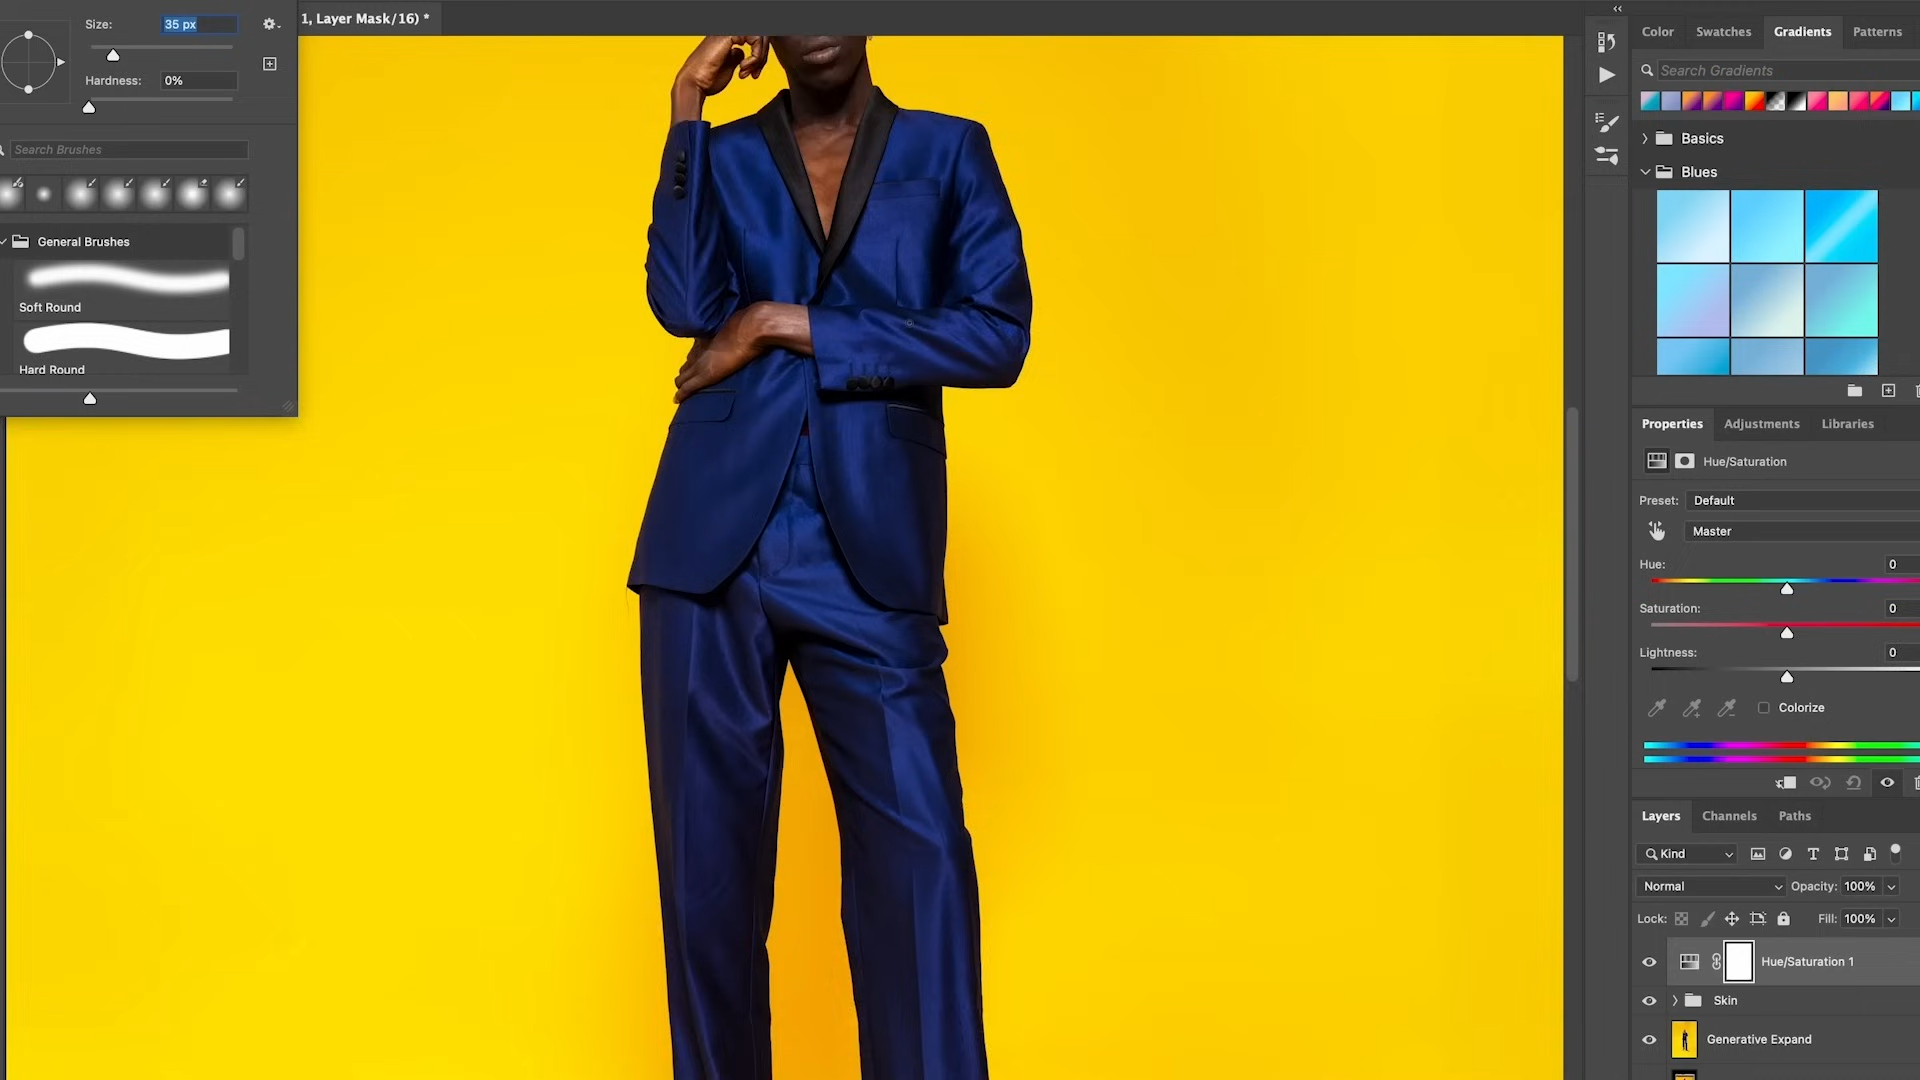 Size:
35 px
1, Layer Mask/16) *
Hardness:
0%
Search Brushes
General Brushes
Soft Round
Hard Round
Color
Swatches
Gradients
Patterns
Search Gradients
Basics
Blues
Properties
Adjustments
Libraries
Hue/Saturation
Preset:
Default
Master
Hue:
0
Saturation:
0
Lightness:
0
Colorize
Layers
Channels
Paths
Kind
Normal
Opacity:
100%
Lock:
Fill:
100%
Hue/Saturation 1
Skin
Generative Expand